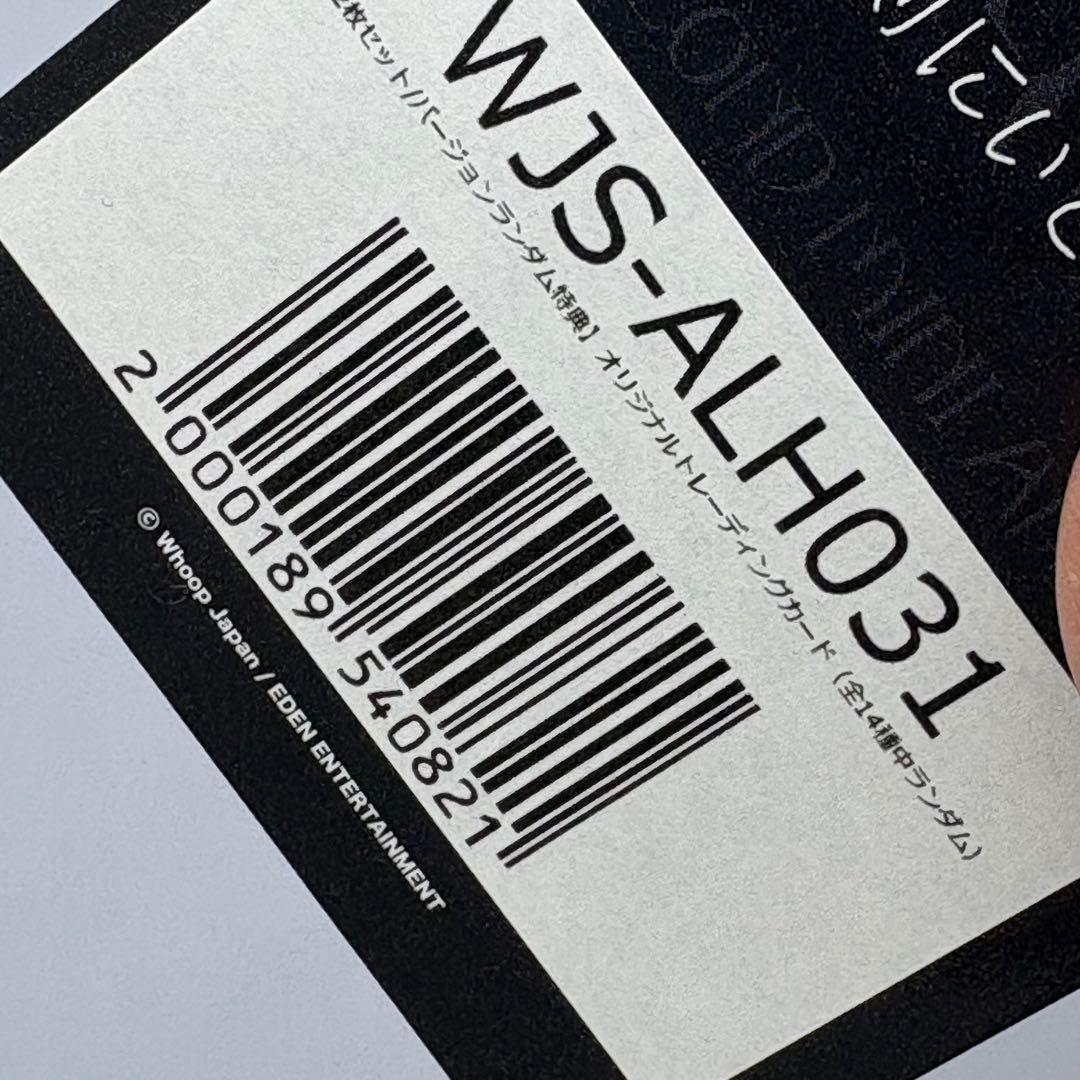 WJS-ALH031
2枚セット/バージョンランダム特典】オリジナルトレーディングカード(全14種中ランダム)
2000189540821
© Whoop Japan / EDEN ENTERTAINMENT